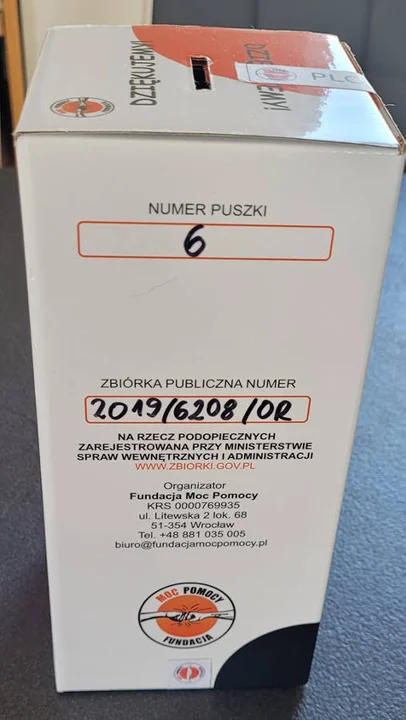 DZIĘKUJEMY!
PLO
NUMER PUSZKI
6
ZBIÓRKA PUBLICZNA NUMER
2019/6208/OR
NA RZECZ PODOPIECZNYCH
ZAREJESTROWANA PRZY MINISTERSTWIE
SPRAW WEWNĘTRZNYCH I ADMINISTRACJI
WWW.ZBIORKI.GOV.PL
Organizator
Fundacja Moc Pomocy
KRS 0000769935
ul. Litewska 2 lok. 68
51-354 Wrocław
Tel. +48 881 035 005
biuro@fundacjamocpomocy.pl
MOC POMOCY
FUNDACJA